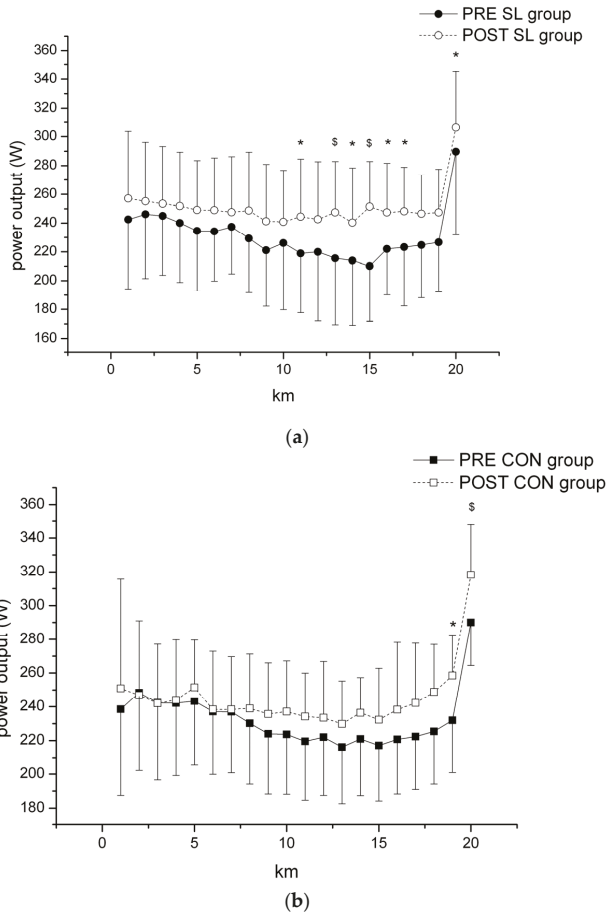 PRE SL group
POST SL group
360
340
320
300
280
260
240
220
200
180
160
power output (W)
* $ * $ * * *
0 5 10 15 20
km
(a)
PRE CON group
POST CON group
360
340
320
300
280
260
240
220
200
180
power output (W)
* $
0 5 10 15 20
km
(b)